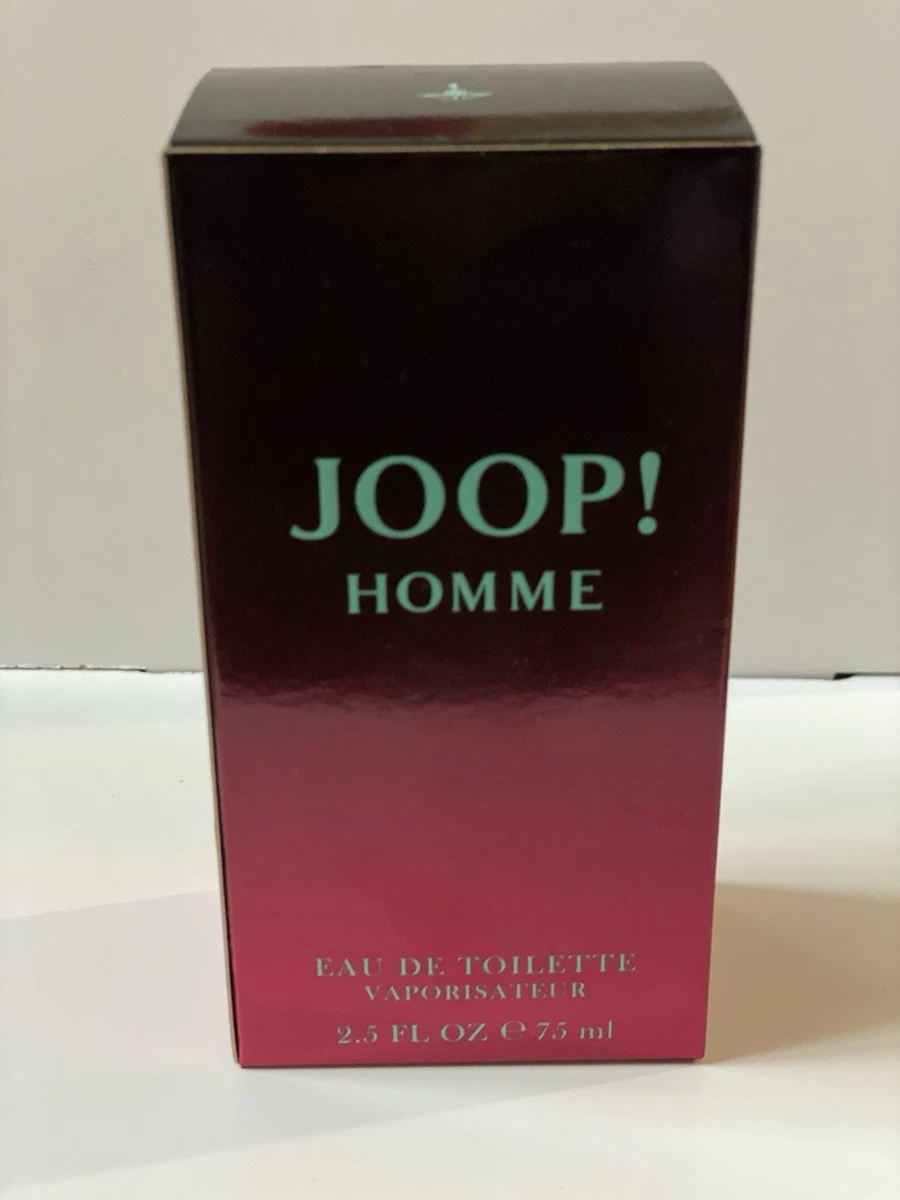 JOOP!
HOMME
EAU DE TOILETTE
VAPORISATEUR
2.5 FL OZ ℮ 75 ml